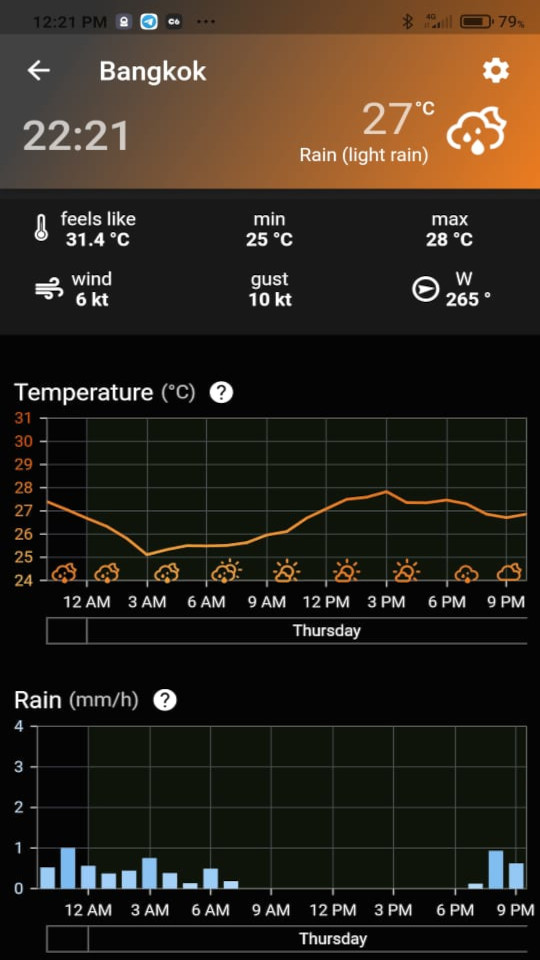 12:21 PM C6 ... 4G 79%
Bangkok
22:21 27°C
Rain (light rain)
feels like min max
31.4 °C 25 °C 28 °C
wind gust W
6 kt 10 kt 265 °
Temperature (°C) ?
31
30
29
28
27
26
25
24
12 AM 3 AM 6 AM 9 AM 12 PM 3 PM 6 PM 9 PM
Thursday
Rain (mm/h) ?
4
3
2
1
0
12 AM 3 AM 6 AM 9 AM 12 PM 3 PM 6 PM 9 PM
Thursday